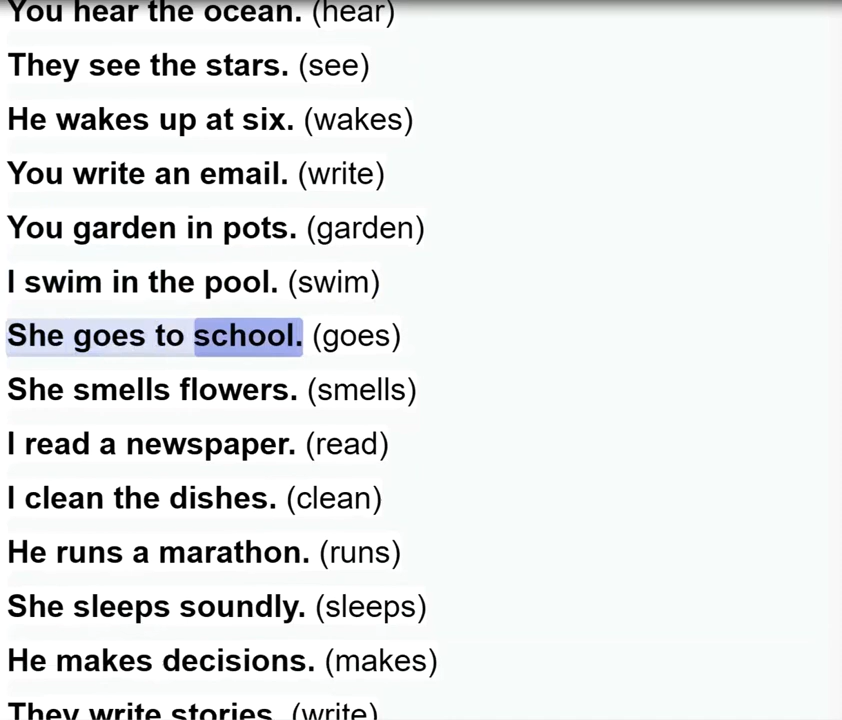 You hear the ocean. (hear)
They see the stars. (see)
He wakes up at six. (wakes)
You write an email. (write)
You garden in pots. (garden)
I swim in the pool. (swim)
She goes to school. (goes)
She smells flowers. (smells)
I read a newspaper. (read)
I clean the dishes. (clean)
He runs a marathon. (runs)
She sleeps soundly. (sleeps)
He makes decisions. (makes)
They write stories. (write)